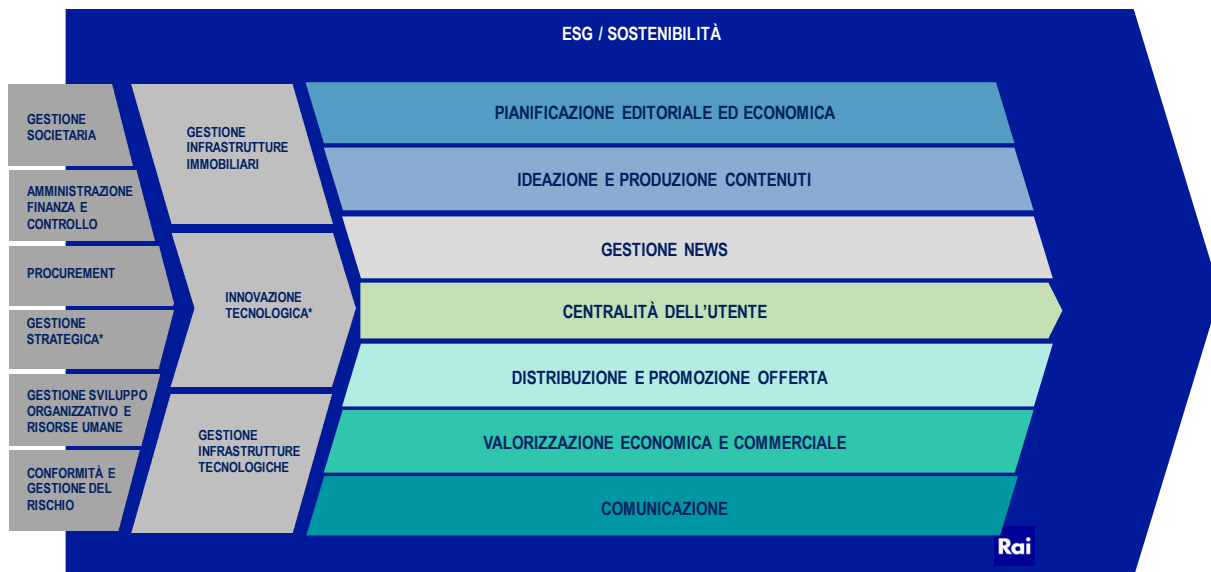 ESG / SOSTENIBILITÀ
GESTIONE
SOCIETARIA
AMMINISTRAZIONE
FINANZA E
CONTROLLO
PROCUREMENT
GESTIONE
STRATEGICA*
GESTIONE SVILUPPO
ORGANIZZATIVO E
RISORSE UMANE
CONFORMITÀ E
GESTIONE DEL
RISCHIO
GESTIONE
INFRASTRUTTURE
IMMOBILIARI
INNOVAZIONE
TECNOLOGICA*
GESTIONE
INFRASTRUTTURE
TECNOLOGICHE
PIANIFICAZIONE EDITORIALE ED ECONOMICA
IDEAZIONE E PRODUZIONE CONTENUTI
GESTIONE NEWS
CENTRALITÀ DELL'UTENTE
DISTRIBUZIONE E PROMOZIONE OFFERTA
VALORIZZAZIONE ECONOMICA E COMMERCIALE
COMUNICAZIONE
Rai